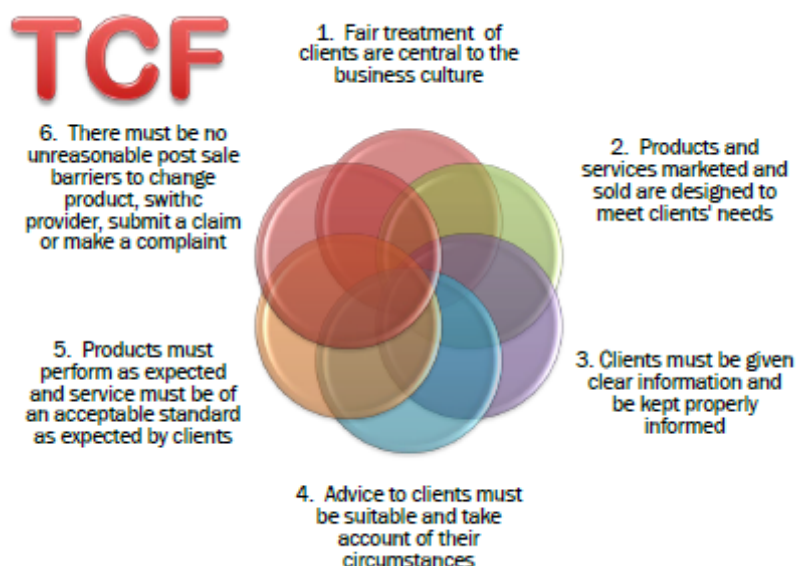 TCF
1. Fair treatment of
clients are central to the
business culture
2. Products and
services marketed and
sold are designed to
meet clients' needs
3. Clients must be given
clear information and
be kept properly
informed
4. Advice to clients must
be suitable and take
account of their
circumstances
5. Products must
perform as expected
and service must be of
an acceptable standard
as expected by clients
6. There must be no
unreasonable post sale
barriers to change
product, swithc
provider, submit a claim
or make a complaint